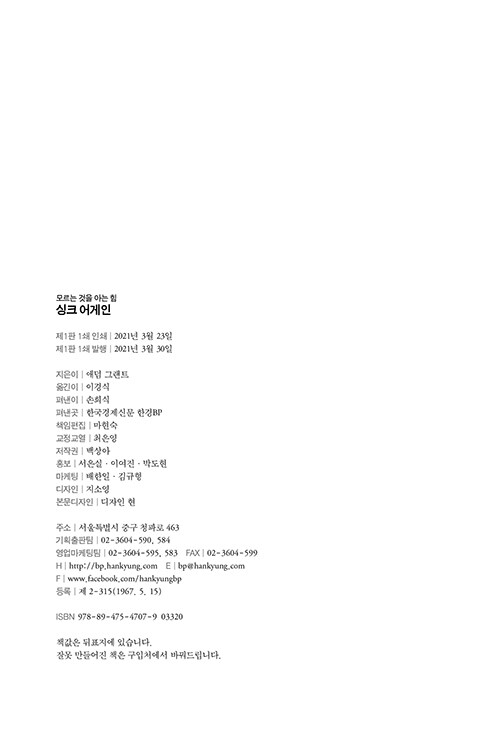 모르는 것을 아는 힘
싱크 어게인
제1판 1쇄 인쇄 | 2021년 3월 23일
제1판 1쇄 발행 | 2021년 3월 30일
지은이 | 애덤 그랜트
옮긴이 | 이경식
펴낸이 | 손희식
펴낸곳 | 한국경제신문 한경BP
책임편집 | 마현숙
교정교열 | 최은영
저작권 | 백상아
홍보 | 서은실 · 이여진 · 박도현
마케팅 | 배한일 · 김규형
디자인 | 지소영
본문디자인 | 디자인 현
주소 | 서울특별시 중구 청파로 463
기획출판팀 | 02-3604-590, 584
영업마케팅팀 | 02-3604-595, 583 FAX | 02-3604-599
H | http://bp.hankyung.com E | bp@hankyung.com
F | www.facebook.com/hankyungbp
등록 | 제 2-315(1967. 5. 15)
ISBN 978-89-475-4707-9 03320
책값은 뒤표지에 있습니다.
잘못 만들어진 책은 구입처에서 바꿔드립니다.